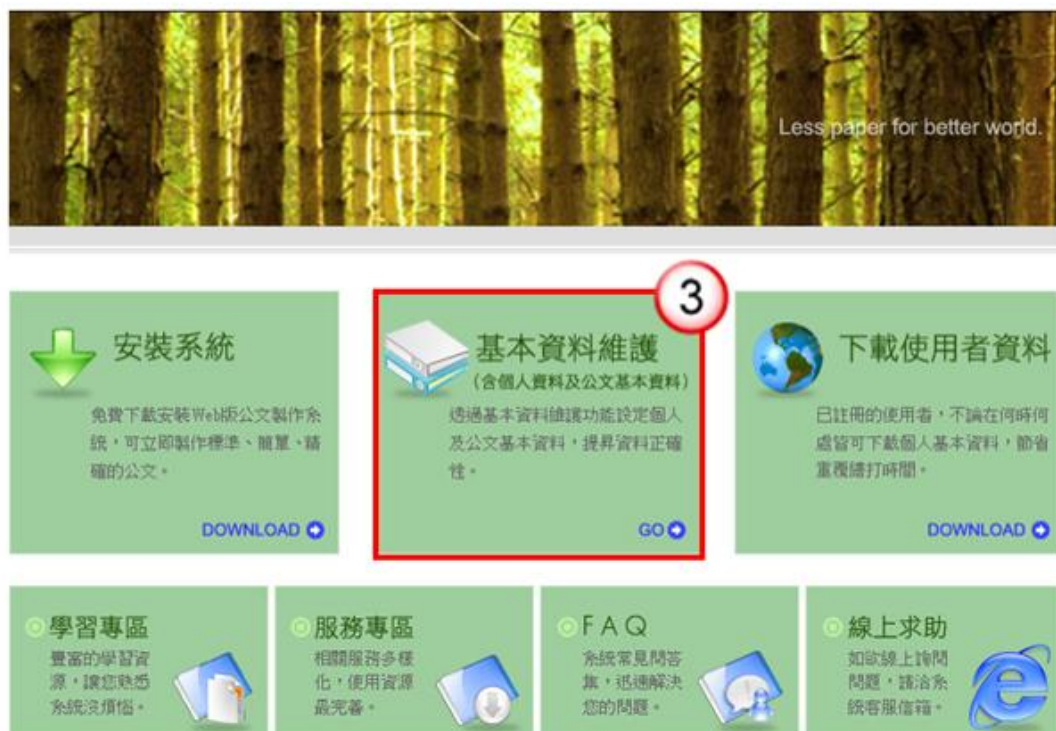 Less paper for better world.
3
安裝系統
免費下載安裝Web版公文製作系
統，可立即製作標準、簡單、精
確的公文。
DOWNLOAD
基本資料維護
(含個人資料及公文基本資料)
透過基本資料維護功能設定個人
及公文基本資料，提昇資料正確
性。
GO
下載使用者資料
已註冊的使用者，不論在何時何
處皆可下載個人基本資料，節省
重覆繕打時間。
DOWNLOAD
學習專區
豐富的學習資
源，讓您熟悉
系統沒煩惱。
服務專區
相關服務多樣
化，使用資源
最完善。
FAQ
系統常見問答
集，迅速解決
您的問題。
線上求助
如欲線上詢問
問題，請洽系
統客服信箱。